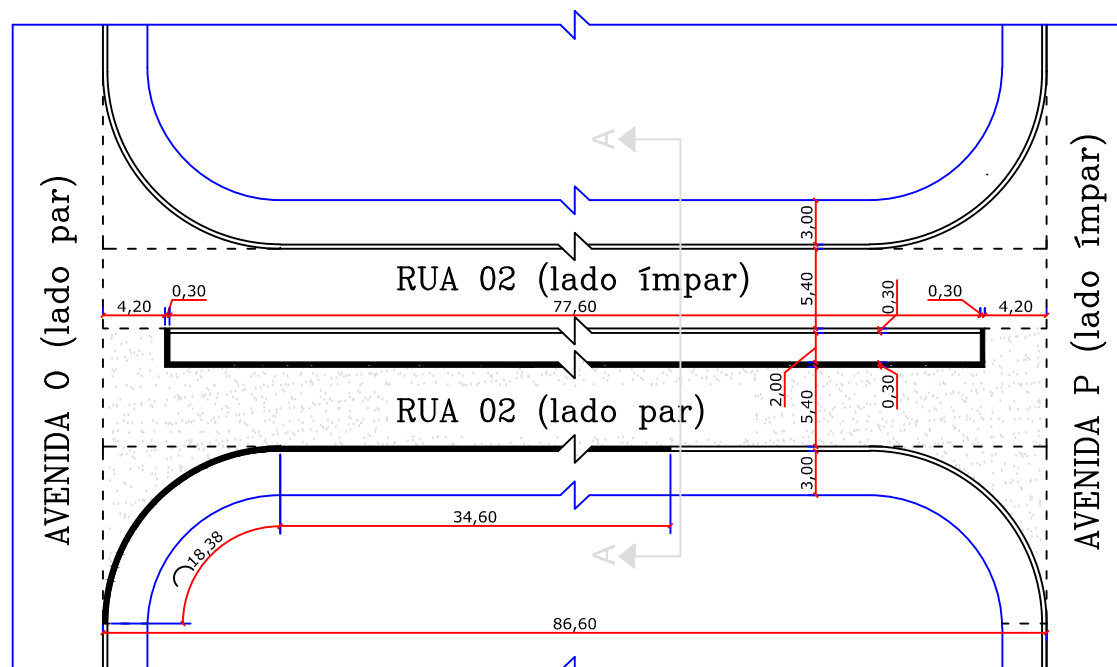 A
3,00
AVENIDA O (lado par)
AVENIDA P (lado ímpar)
RUA 02 (lado ímpar)
5,40
4,20
0,30
77,60
0,30
0,30
4,20
2,00
5,40
0,30
RUA 02 (lado par)
3,00
34,60
18,38
A
86,60